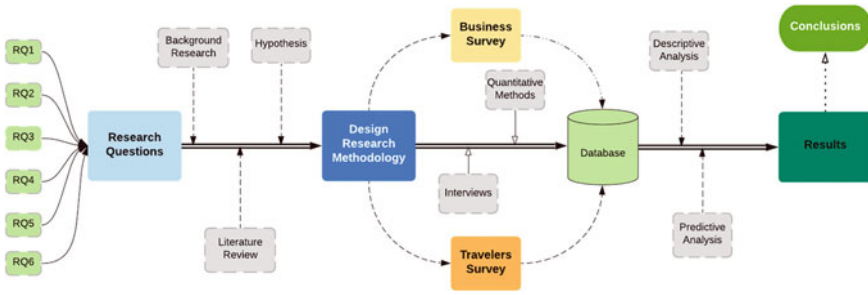 RQ1
RQ2
RQ3
RQ4
RQ5
RQ6
Research
Questions
Background
Research
Hypothesis
Literature
Review
Design
Research
Methodology
Business
Survey
Quantitative
Methods
Interviews
Travelers
Survey
Database
Descriptive
Analysis
Predictive
Analysis
Conclusions
Results